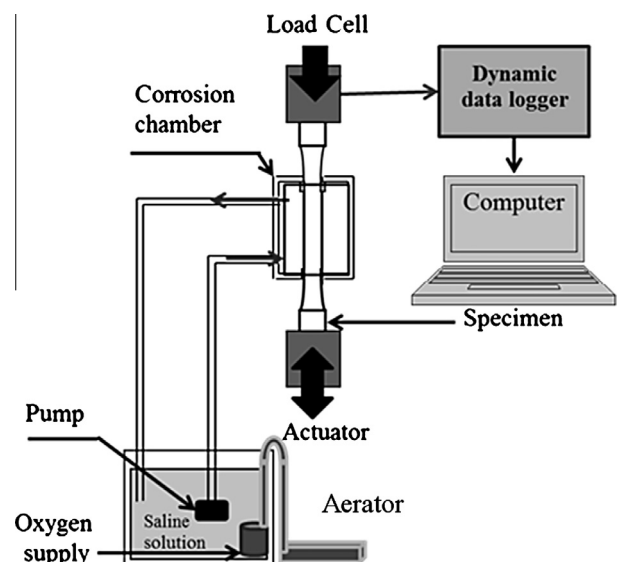 Load Cell
Dynamic
data logger
Corrosion
chamber
Computer
Specimen
Pump
Actuator
Aerator
Saline
solution
Oxygen
supply